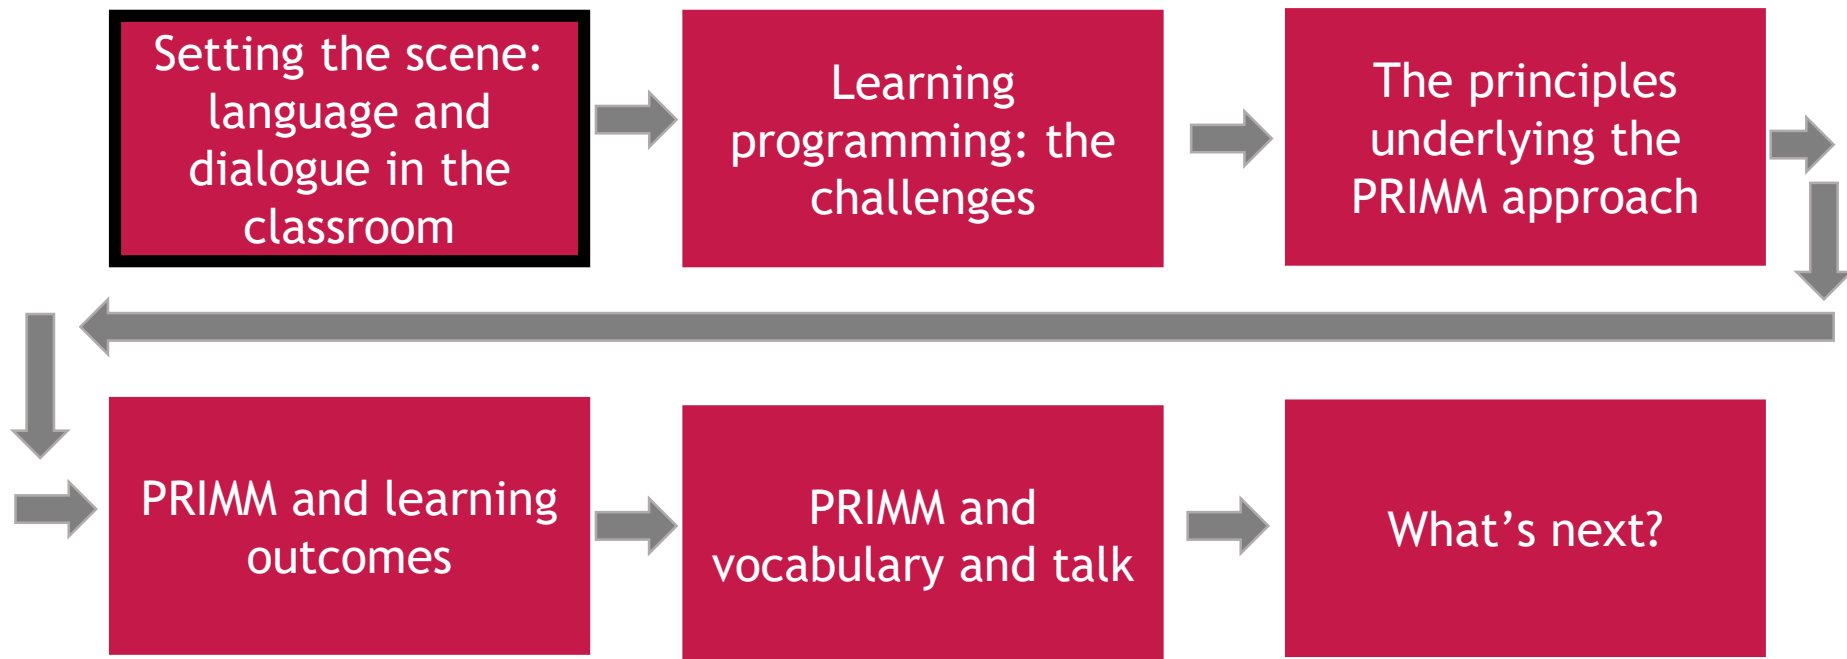 Setting the scene:
language and
dialogue in the
classroom
Learning
programming: the
challenges
The principles
underlying the
PRIMM approach
PRIMM and learning
outcomes
PRIMM and
vocabulary and talk
What’s next?